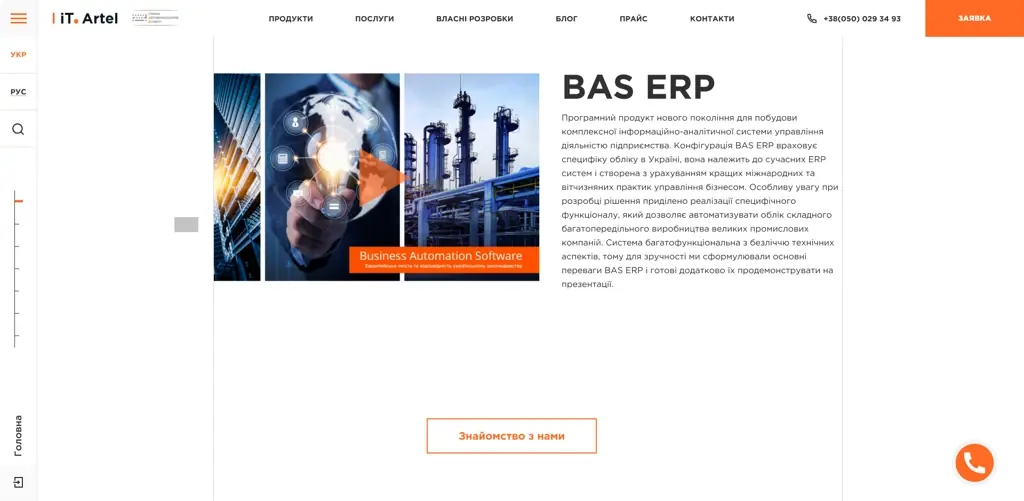 iT. Artel
ПРОДУКТИ
ПОСЛУГИ
ВЛАСНІ РОЗРОБКИ
БЛОГ
ПРАЙС
КОНТАКТИ
+38(050) 029 34 93
ЗАЯВКА
УКР
РУС
Головна
Business Automation Software
BAS ERP
Програмний продукт нового покоління для побудови
комплексної інформаційно-аналітичної системи управління
діяльністю підприємства. Конфігурація BAS ERP враховує
специфіку обліку в Україні, вона належить до сучасних ERP
систем і створена з урахуванням кращих міжнародних та
вітчизняних практик управління бізнесом. Особливу увагу при
розробці рішення приділено реалізації специфічного
функціоналу, який дозволяє автоматизувати облік складного
багатопередільного виробництва великих промислових
компаній. Система багатофункціональна з безліччю технічних
аспектів, тому для зручності ми сформулювали основні
переваги BAS ERP і готові додатково їх продемонструвати на
презентації.
Знайомство з нами